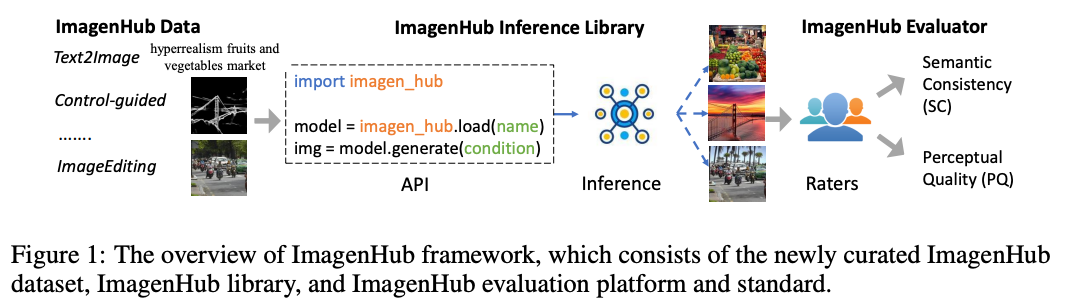 ImagenHub Data
Text2Image
hyperrealism fruits and
vegetables market
Control-guided
.......
ImageEditing
ImagenHub Inference Library
import imagen_hub
model = imagen_hub.load(name)
img = model.generate(condition)
API
Inference
ImagenHub Evaluator
Raters
Semantic
Consistency
(SC)
Perceptual
Quality (PQ)
Figure 1: The overview of ImagenHub framework, which consists of the newly curated ImagenHub
dataset, ImagenHub library, and ImagenHub evaluation platform and standard.